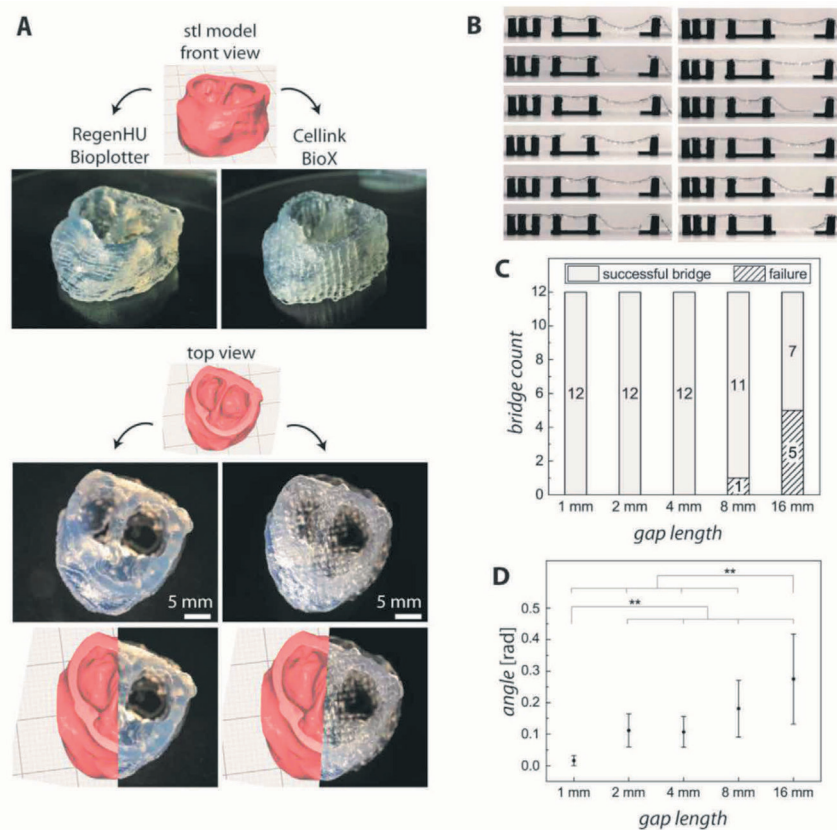 A
stl model
front view
RegenHU
Bioplotter
Cellink
BioX
top view
5 mm
5 mm
B
C
successful bridge
failure
bridge count
12
10
8
6
4
2
0
12
12
12
11
1
7
5
1 mm
2 mm
4 mm
8 mm
16 mm
gap length
D
angle [rad]
0.5
0.4
0.3
0.2
0.1
0.0
**
**
1 mm
2 mm
4 mm
8 mm
16 mm
gap length